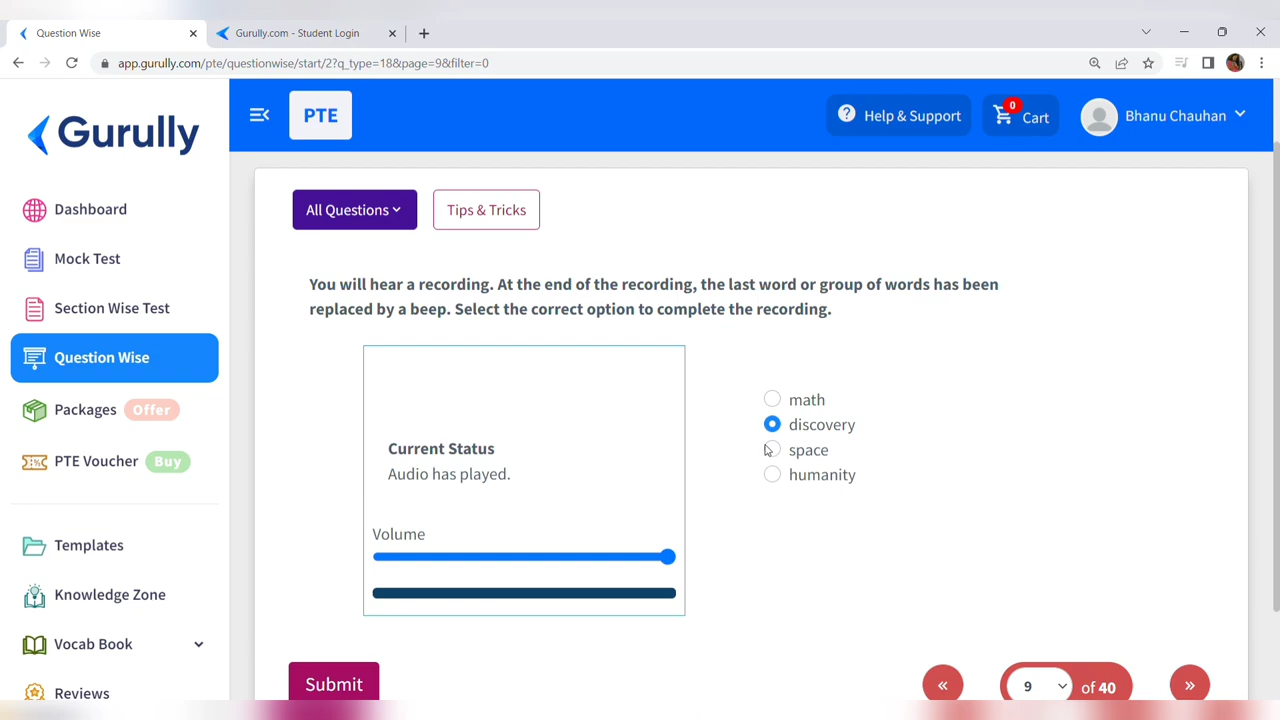 Question Wise
Gurully.com - Student Login
app.gurully.com/pte/questionwise/start/2?q_type=18&page=9&filter=0
Gurully
PTE
Help & Support
0
Cart
Bhanu Chauhan
Dashboard
Mock Test
Section Wise Test
Question Wise
Packages Offer
PTE Voucher Buy
Templates
Knowledge Zone
Vocab Book
Reviews
All Questions
Tips & Tricks
You will hear a recording. At the end of the recording, the last word or group of words has been
replaced by a beep. Select the correct option to complete the recording.
Current Status
Audio has played.
Volume
math
discovery
space
humanity
Submit
«
9
of 40
»